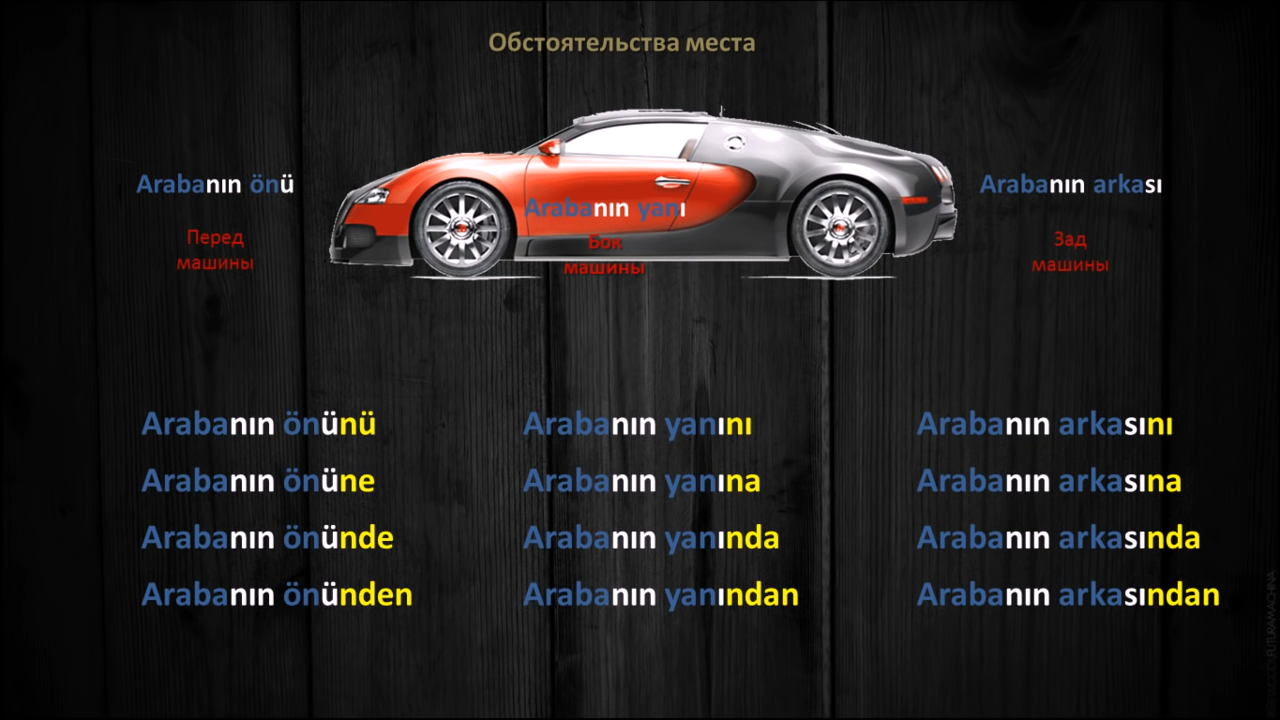 Обстоятельства места
Arabanın önü
Перед
машины
Arabanın yanı
Бок
машины
Arabanın arkası
Зад
машины
Arabanın önünü
Arabanın önüne
Arabanın önünde
Arabanın önünden
Arabanın yanını
Arabanın yanına
Arabanın yanında
Arabanın yanından
Arabanın arkasını
Arabanın arkasına
Arabanın arkasında
Arabanın arkasından